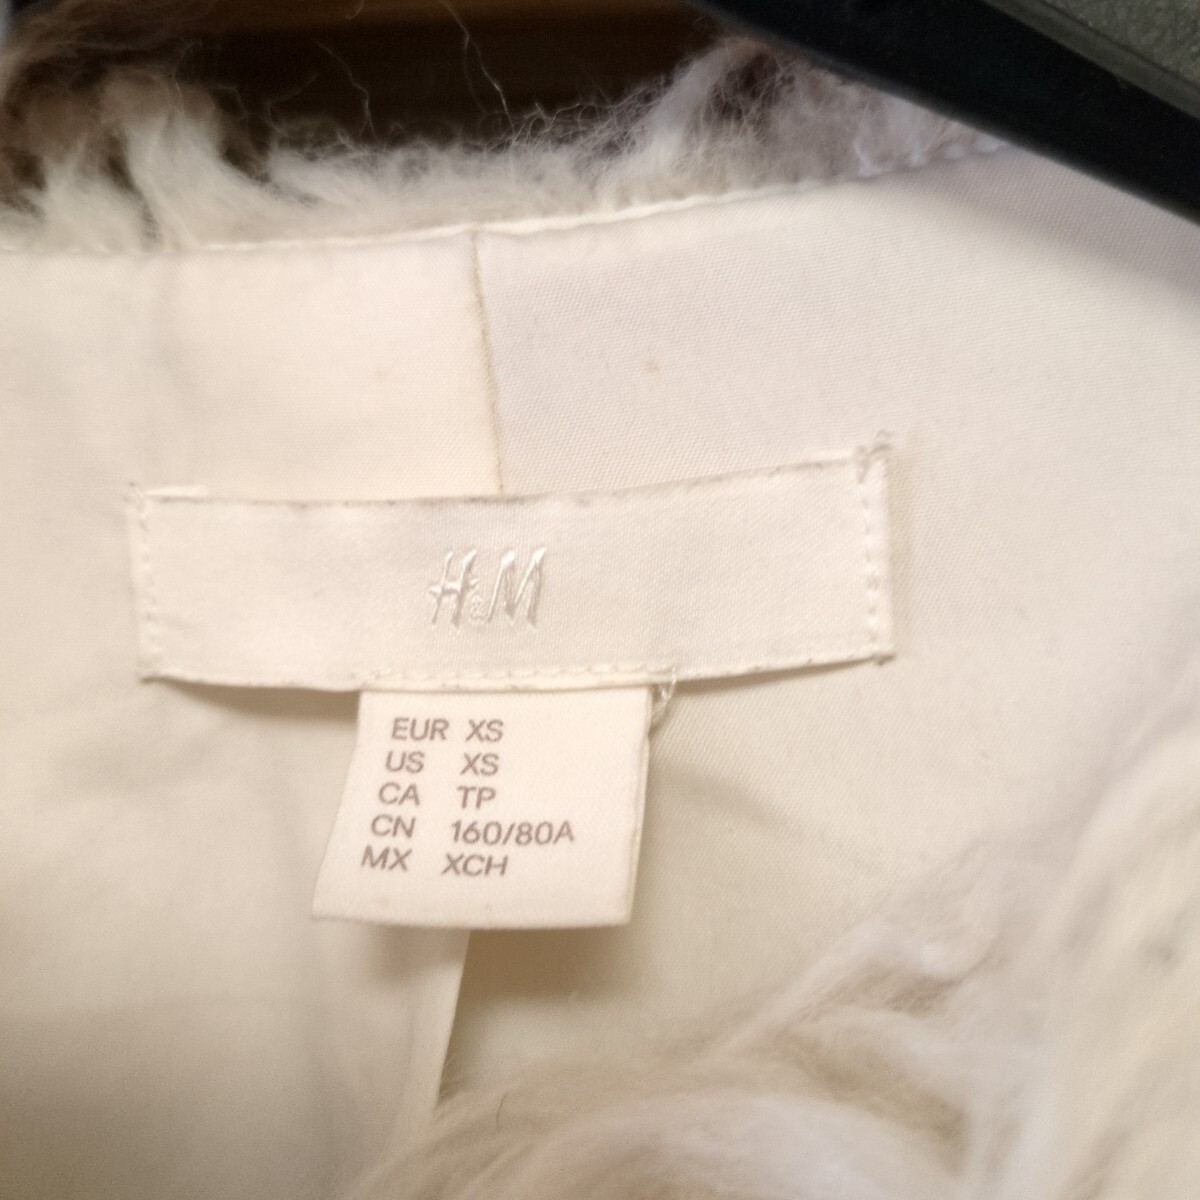 H&M
EUR XS
US XS
CA TP
CN 160/80A
MX XCH